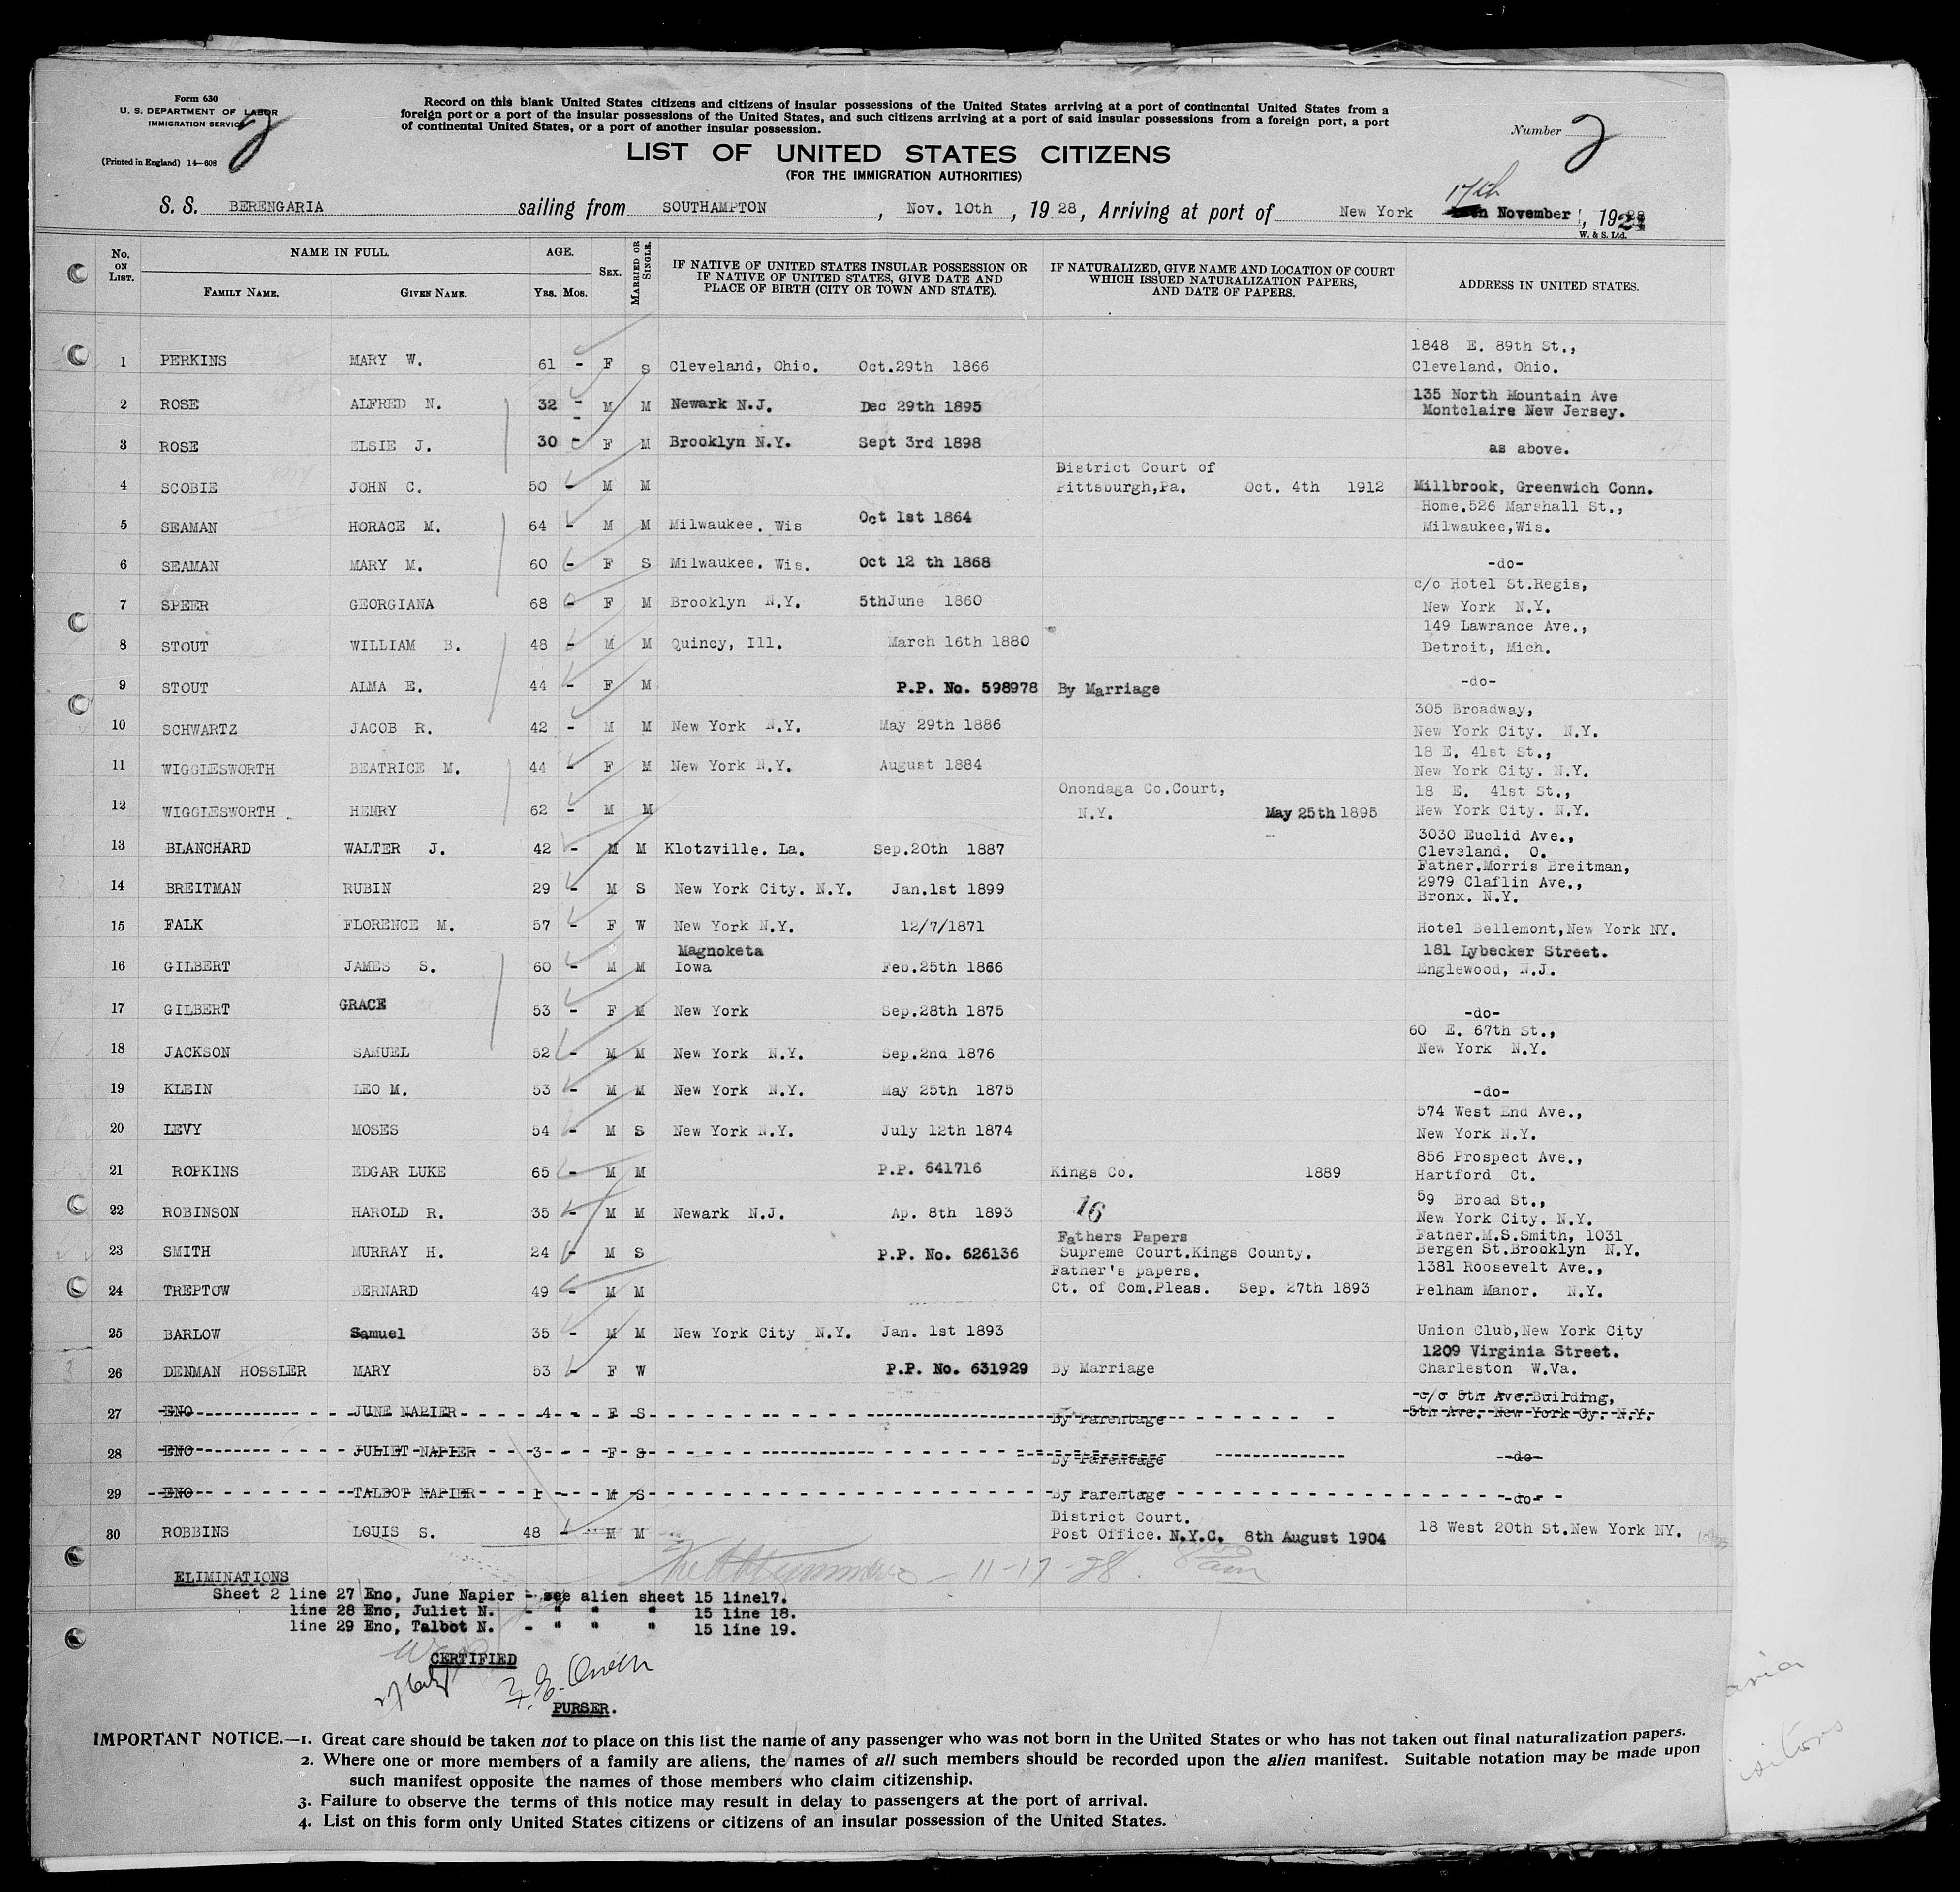 Form 630
U. S. DEPARTMENT OF LABOR
IMMIGRATION SERVICE
(Printed in England) 14—608
2
Record on this blank United States citizens and citizens of insular possessions of the United States arriving at a port of continental United States from a
foreign port or a port of the insular possessions of the United States, and such citizens arriving at a port of said insular possessions from a foreign port, a port
of continental United States, or a port of another insular possession.
Number 2
LIST OF UNITED STATES CITIZENS
(FOR THE IMMIGRATION AUTHORITIES)
17th
S. S. BERENGARIA sailing from SOUTHAMPTON, Nov. 10th, 19 28, Arriving at port of New York November, 1928
W. & S. Ltd.
No. ON LIST. NAME IN FULL. FAMILY NAME. GIVEN NAME. AGE. YRS. MOS. SEX. MARRIED OR SINGLE. IF NATIVE OF UNITED STATES INSULAR POSSESSION OR IF NATIVE OF UNITED STATES, GIVE DATE AND PLACE OF BIRTH (CITY OR TOWN AND STATE). IF NATURALIZED, GIVE NAME AND LOCATION OF COURT WHICH ISSUED NATURALIZATION PAPERS, AND DATE OF PAPERS. ADDRESS IN UNITED STATES.
1 PERKINS MARY W. 61 - F S Cleveland, Ohio. Oct.29th 1866 1848 E. 89th St., Cleveland, Ohio.
2 ROSE ALFRED N. 32 - M M Newark N.J. Dec 29th 1895 135 North Mountain Ave Montclaire New Jersey.
3 ROSE ELSIE J. 30 - F M Brooklyn N.Y. Sept 3rd 1898 as above.
4 SCOBIE JOHN C. 50 - M M District Court of Pittsburgh,Pa. Oct. 4th 1912 Millbrook, Greenwich Conn.
5 SEAMAN HORACE M. 64 - M M Milwaukee. Wis Oct 1st 1864 Home.526 Marshall St., Milwaukee,Wis.
6 SEAMAN MARY M. 60 - F S Milwaukee. Wis. Oct 12 th 1868 -do-
7 SPEER GEORGIANA 68 - F M Brooklyn N.Y. 5thJune 1860 c/o Hotel St.Regis, New York N.Y.
8 STOUT WILLIAM B. 48 - M M Quincy, Ill. March 16th 1880 149 Lawrance Ave., Detroit, Mich.
9 STOUT ALMA E. 44 - F M P.P. No. 598978 By Marriage -do-
10 SCHWARTZ JACOB R. 42 - M M New York N.Y. May 29th 1886 305 Broadway, New York City. N.Y.
11 WIGGLESWORTH BEATRICE M. 44 - F M New York N.Y. August 1884 18 E. 41st St., New York City. N.Y.
12 WIGGLESWORTH HENRY 62 - M M Onondaga Co.Court, N.Y. May 25th 1895 18 E. 41st St., New York City. N.Y.
13 BLANCHARD WALTER J. 42 - M M Klotzville. La. Sep.20th 1887 3030 Euclid Ave., Cleveland. O.
14 BREITMAN RUBIN 29 - M S New York City. N.Y. Jan.1st 1899 Father.Morris Breitman, 2979 Claflin Ave., Bronx. N.Y.
15 FALK FLORENCE M. 57 - F W New York N.Y. 12/7/1871 Hotel Bellemont,New York NY.
16 GILBERT JAMES S. 60 - M M Magnoketa Iowa Feb.25th 1866 181 Lybecker Street. Englewood, N.J.
17 GILBERT GRACE 53 - F M New York Sep.28th 1875 -do-
18 JACKSON SAMUEL 52 - M M New York N.Y. Sep.2nd 1876 60 E. 67th St., New York N.Y.
19 KLEIN LEO M. 53 - M M New York N.Y. May 25th 1875 -do-
20 LEVY MOSES 54 - M S New York N.Y. July 12th 1874 574 West End Ave., New York N.Y.
21 ROPKINS EDGAR LUKE 65 - M M P.P. 641716 Kings Co. 1889 856 Prospect Ave., Hartford Ct.
22 ROBINSON HAROLD R. 35 - M M Newark N.J. Ap. 8th 1893 16 59 Broad St., New York City. N.Y.
23 SMITH MURRAY H. 24 - M S P.P. No. 626136 Fathers Papers Supreme Court.Kings County. Father.M.S.Smith, 1031 Bergen St.Brooklyn N.Y.
24 TREPTOW BERNARD 49 - M M Father's papers. Ct. of Com.Pleas. Sep. 27th 1893 1381 Roosevelt Ave., Pelham Manor. N.Y.
25 BARLOW Samuel 35 - M M New York City N.Y. Jan. 1st 1893 Union Club,New York City
26 DENMAN HOSSLER MARY 53 - F W P.P. No. 631929 By Marriage 1209 Virginia Street. Charleston W.Va.
27 ENO JUNE NAPIER 4 - F S By Parentage c/o 5th Ave.Building, 5th Ave. New York Cy. N.Y.
28 ENO JULIET NAPIER 3 - F S By Parentage -do-
29 ENO TALBOT NAPIER 1 - M S By Parentage -do-
30 ROBBINS LOUIS S. 48 - M M District Court. Post Office. N.Y.C. 8th August 1904 18 West 20th St.New York NY.
11-17-28.
ELIMINATIONS
Sheet 2 line 27 Eno, June Napier - see alien sheet 15 line17.
line 28 Eno, Juliet N. - " " " 15 line 18.
line 29 Eno, Talbot N. - " " " 15 line 19.
CERTIFIED
F. E. Owen
PURSER.
IMPORTANT NOTICE.—1. Great care should be taken not to place on this list the name of any passenger who was not born in the United States or who has not taken out final naturalization papers.
2. Where one or more members of a family are aliens, the names of all such members should be recorded upon the alien manifest. Suitable notation may be made upon
such manifest opposite the names of those members who claim citizenship.
3. Failure to observe the terms of this notice may result in delay to passengers at the port of arrival.
4. List on this form only United States citizens or citizens of an insular possession of the United States.